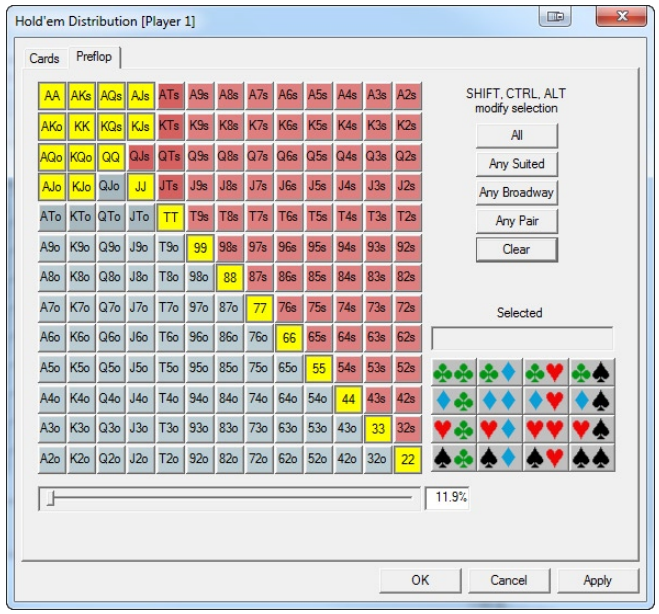 Hold'em Distribution [Player 1]
Cards Preflop
AA AKs AQs AJs ATs A9s A8s A7s A6s A5s A4s A3s A2s
AKo KK KQs KJs KTs K9s K8s K7s K6s K5s K4s K3s K2s
AQo KQo QQ QJs QTs Q9s Q8s Q7s Q6s Q5s Q4s Q3s Q2s
AJo KJo QJo JJ JTs J9s J8s J7s J6s J5s J4s J3s J2s
ATo KTo QTo JTo TT T9s T8s T7s T6s T5s T4s T3s T2s
A9o K9o Q9o J9o T9o 99 98s 97s 96s 95s 94s 93s 92s
A8o K8o Q8o J8o T8o 98o 88 87s 86s 85s 84s 83s 82s
A7o K7o Q7o J7o T7o 97o 87o 77 76s 75s 74s 73s 72s
A6o K6o Q6o J6o T6o 96o 86o 76o 66 65s 64s 63s 62s
A5o K5o Q5o J5o T5o 95o 85o 75o 65o 55 54s 53s 52s
A4o K4o Q4o J4o T4o 94o 84o 74o 64o 54o 44 43s 42s
A3o K3o Q3o J3o T3o 93o 83o 73o 63o 53o 43o 33 32s
A2o K2o Q2o J2o T2o 92o 82o 72o 62o 52o 42o 32o 22
11.9%
SHIFT, CTRL, ALT
modify selection
All
Any Suited
Any Broadway
Any Pair
Clear
Selected
OK Cancel Apply